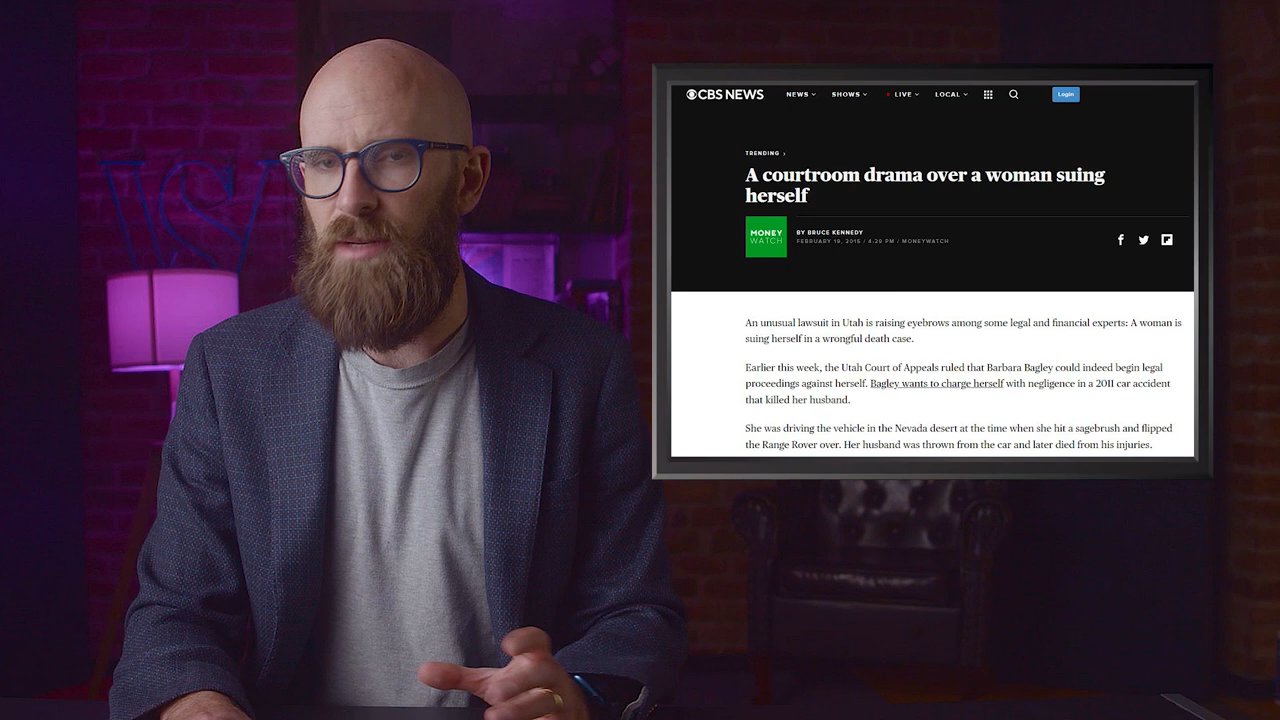 CBS NEWS NEWS SHOWS LIVE LOCAL Login
TRENDING
A courtroom drama over a woman suing
herself
MONEY
WATCH
BY BRUCE KENNEDY
FEBRUARY 19, 2015 / 4:29 PM / MONEYWATCH
An unusual lawsuit in Utah is raising eyebrows among some legal and financial experts: A woman is
suing herself in a wrongful death case.
Earlier this week, the Utah Court of Appeals ruled that Barbara Bagley could indeed begin legal
proceedings against herself. Bagley wants to charge herself with negligence in a 2011 car accident
that killed her husband.
She was driving the vehicle in the Nevada desert at the time when she hit a sagebrush and flipped
the Range Rover over. Her husband was thrown from the car and later died from his injuries.